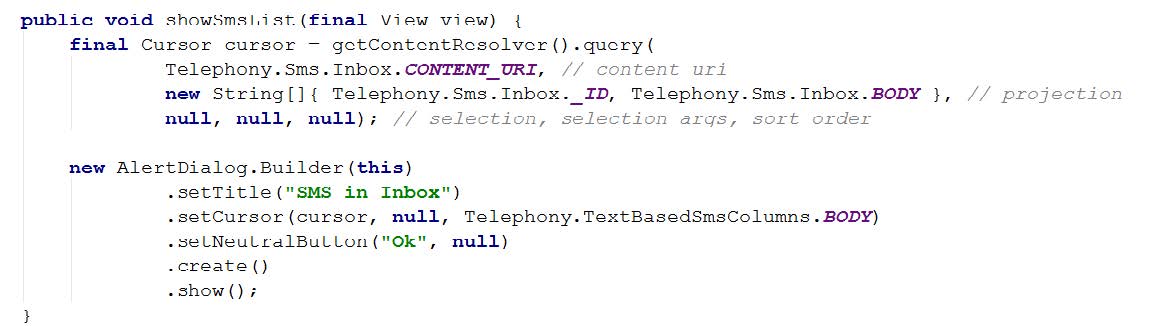 public void showSmsList(final View view) {
    final Cursor cursor = getContentResolver().query(
            Telephony.Sms.Inbox.CONTENT_URI, // content uri
            new String[]{ Telephony.Sms.Inbox._ID, Telephony.Sms.Inbox.BODY }, // projection
            null, null, null); // selection, selection args, sort order

    new AlertDialog.Builder(this)
            .setTitle("SMS in Inbox")
            .setCursor(cursor, null, Telephony.TextBasedSmsColumns.BODY)
            .setNeutralButton("Ok", null)
            .create()
            .show();
}